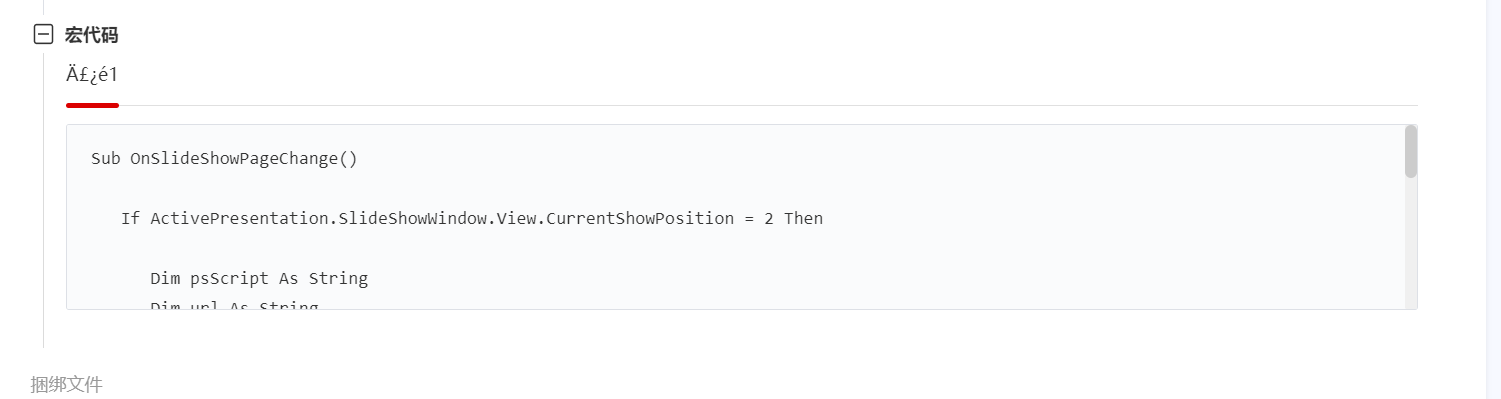 宏代码
Ä£¿é1
Sub OnSlideShowPageChange()
If ActivePresentation.SlideShowWindow.View.CurrentShowPosition = 2 Then
Dim psScript As String
Dim url As String
捆绑文件